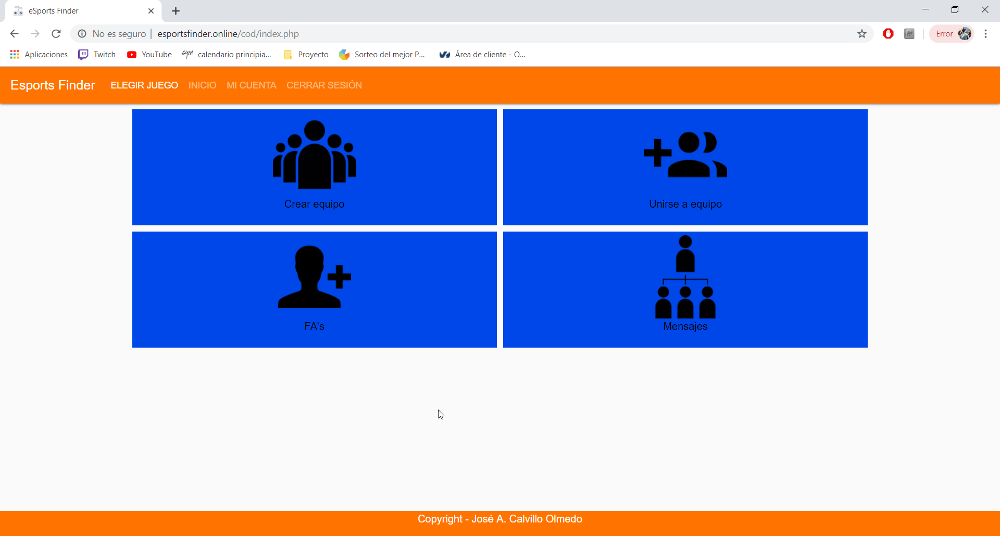 eSports Finder
No es seguro | esportsfinder.online/cod/index.php
Error
Aplicaciones Twitch YouTube GYM calendario principia... Proyecto Sorteo del mejor P... Área de cliente - O...
Esports Finder ELEGIR JUEGO INICIO MI CUENTA CERRAR SESIÓN
Crear equipo
Unirse a equipo
FA's
Mensajes
Copyright - José A. Calvillo Olmedo